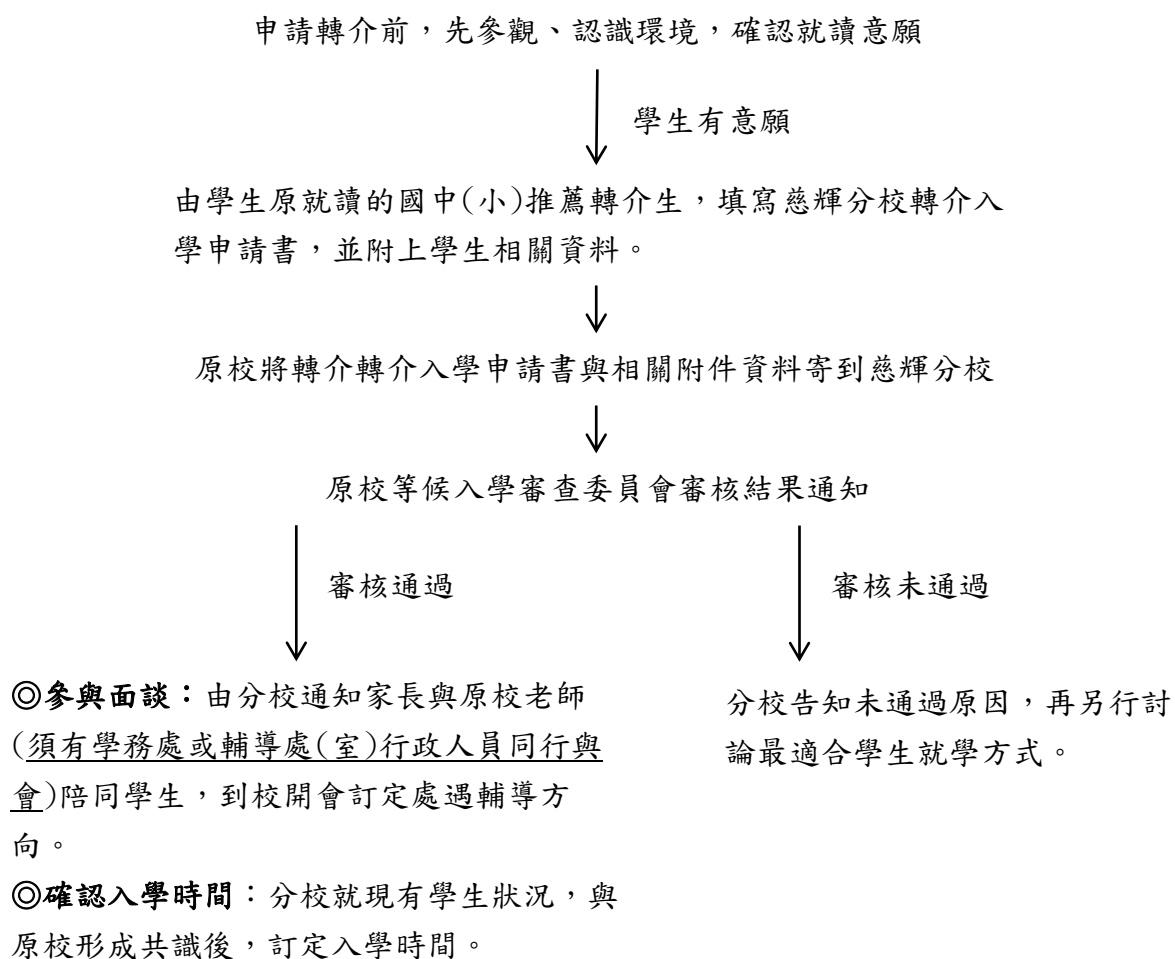 申請轉介前，先參觀、認識環境，確認就讀意願
學生有意願
由學生原就讀的國中(小)推薦轉介生，填寫慈輝分校轉介入
學申請書，並附上學生相關資料。
原校將轉介轉介入學申請書與相關附件資料寄到慈輝分校
原校等候入學審查委員會審核結果通知
審核通過
審核未通過
◎參與面談：由分校通知家長與原校老師
(須有學務處或輔導處(室)行政人員同行與
會)陪同學生，到校開會訂定處遇輔導方
向。
◎確認入學時間：分校就現有學生狀況，與
原校形成共識後，訂定入學時間。
分校告知未通過原因，再另行討
論最適合學生就學方式。